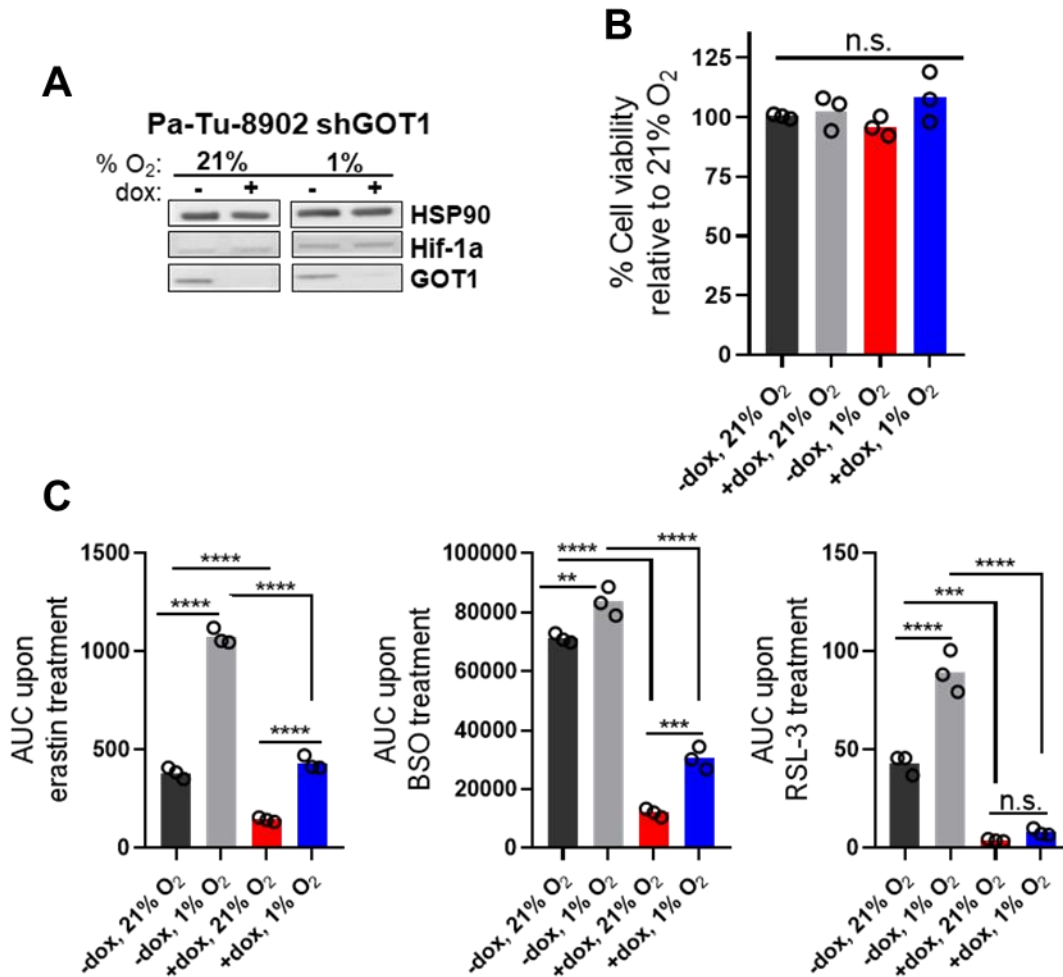 A
Pa-Tu-8902 shGOT1
% O₂: 21% 1%
dox: - + - +
HSP90
Hif-1a
GOT1
B
% Cell viability
relative to 21% O₂
125
100
75
50
25
0
n.s.
-dox, 21% O₂
+dox, 21% O₂
-dox, 1% O₂
+dox, 1% O₂
C
AUC upon
erastin treatment
1500
1000
500
0
****
****
****
****
-dox, 21% O₂
-dox, 1% O₂
+dox, 21% O₂
+dox, 1% O₂
AUC upon
BSO treatment
100000
80000
60000
40000
20000
0
****
****
**
***
-dox, 21% O₂
-dox, 1% O₂
+dox, 21% O₂
+dox, 1% O₂
AUC upon
RSL-3 treatment
150
100
50
0
****
***
****
n.s.
-dox, 21% O₂
-dox, 1% O₂
+dox, 21% O₂
+dox, 1% O₂